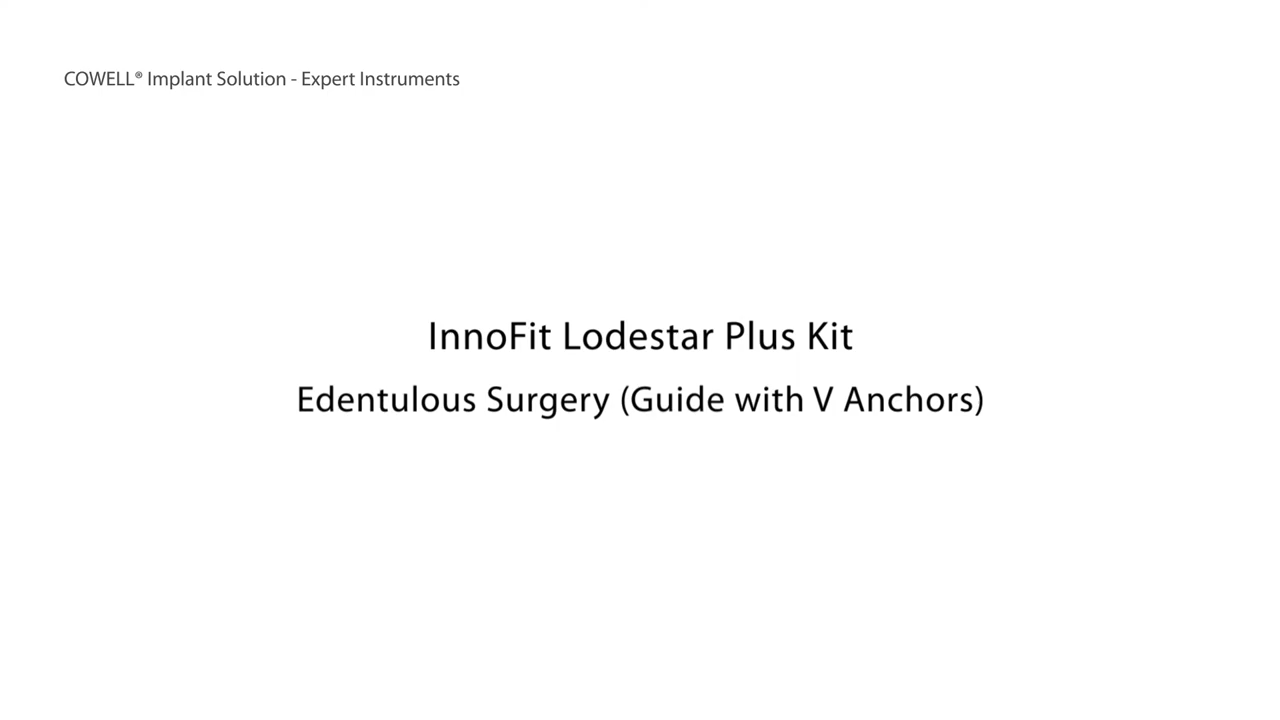 COWELL® Implant Solution - Expert Instruments
InnoFit Lodestar Plus Kit
Edentulous Surgery (Guide with V Anchors)